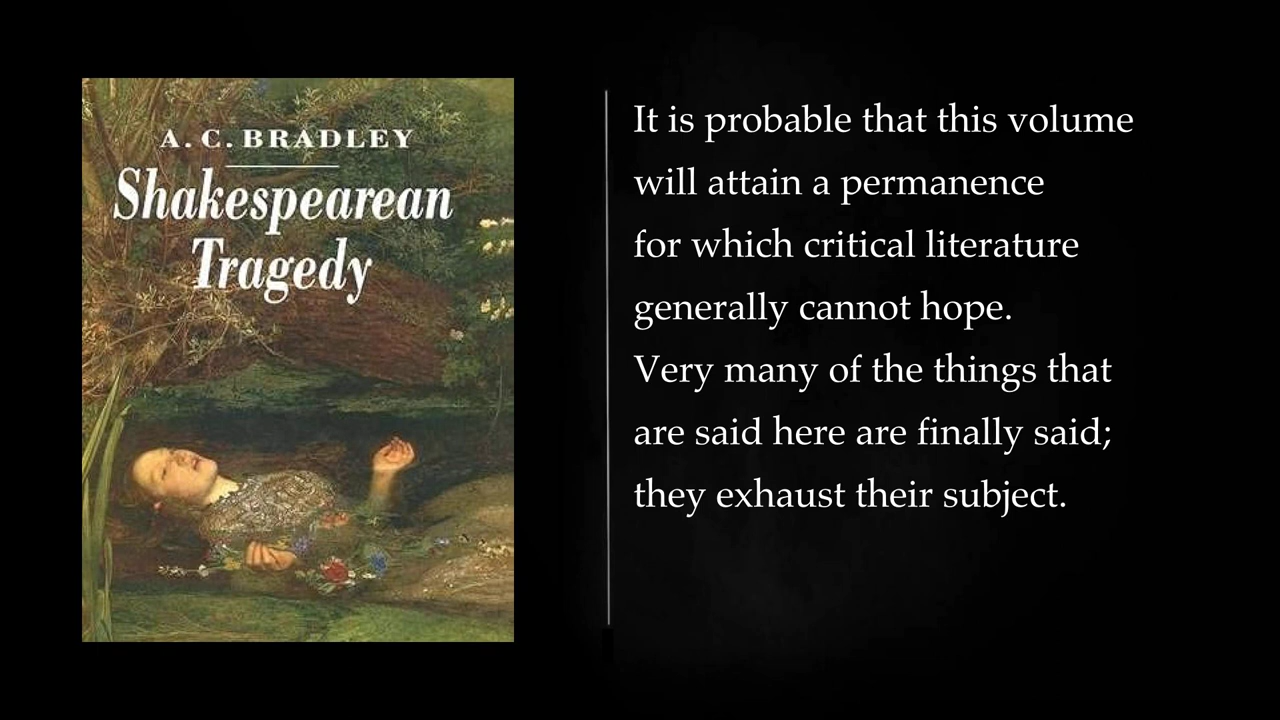 A. C. BRADLEY
Shakespearean
Tragedy
It is probable that this volume
will attain a permanence
for which critical literature
generally cannot hope.
Very many of the things that
are said here are finally said;
they exhaust their subject.